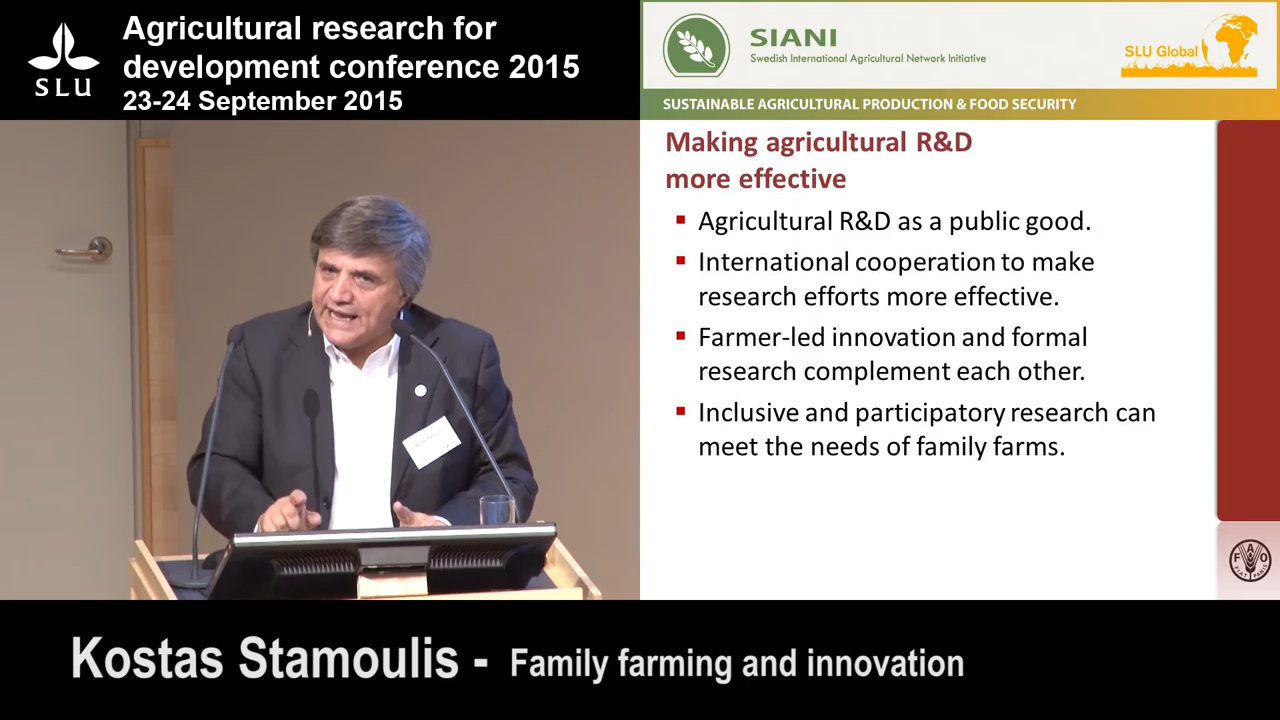 SLU
Agricultural research for
development conference 2015
23-24 September 2015
SIANI
Swedish International Agricultural Network Initiative
SLU Global
SUSTAINABLE AGRICULTURAL PRODUCTION & FOOD SECURITY
Making agricultural R&D
more effective
▪ Agricultural R&D as a public good.
▪ International cooperation to make
research efforts more effective.
▪ Farmer-led innovation and formal
research complement each other.
▪ Inclusive and participatory research can
meet the needs of family farms.
FAO
FIAT PANIS
Kostas Stamoulis - Family farming and innovation